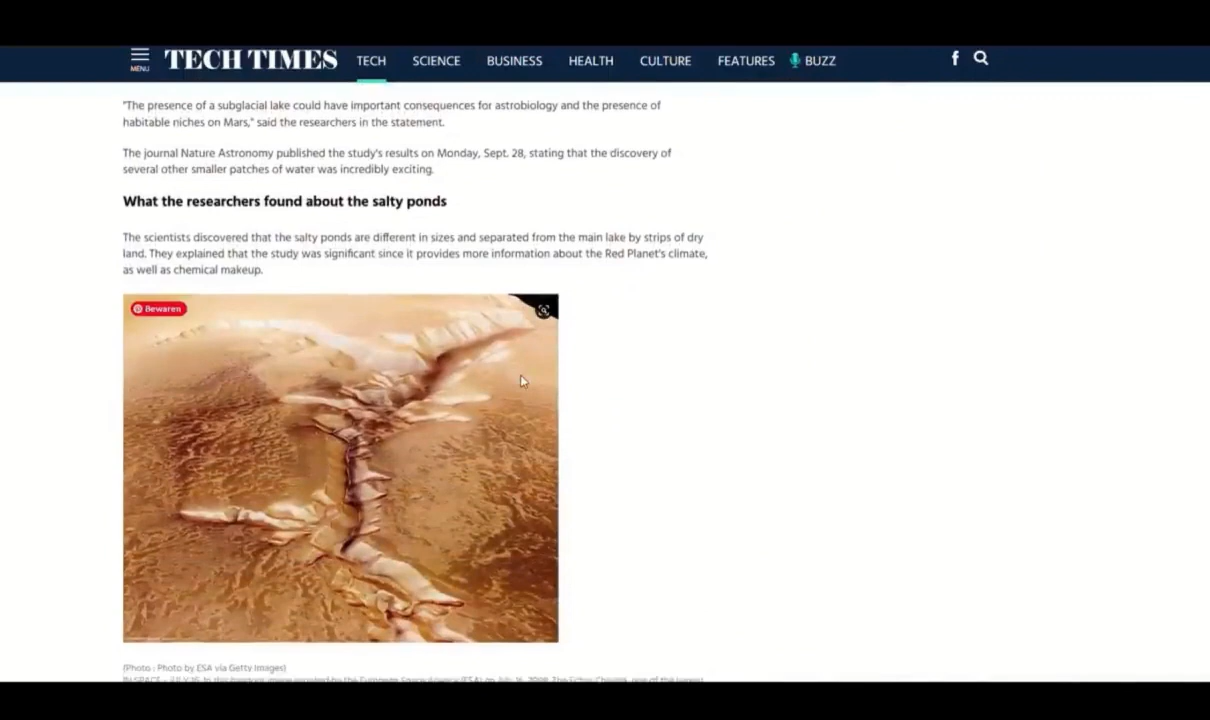 MENU
TECH TIMES
TECH
SCIENCE
BUSINESS
HEALTH
CULTURE
FEATURES
BUZZ
"The presence of a subglacial lake could have important consequences for astrobiology and the presence of
habitable niches on Mars," said the researchers in the statement.
The journal Nature Astronomy published the study's results on Monday, Sept. 28, stating that the discovery of
several other smaller patches of water was incredibly exciting.
What the researchers found about the salty ponds
The scientists discovered that the salty ponds are different in sizes and separated from the main lake by strips of dry
land. They explained that the study was significant since it provides more information about the Red Planet's climate,
as well as chemical makeup.
Bewaren
(Photo : Photo by ESA via Getty Images)